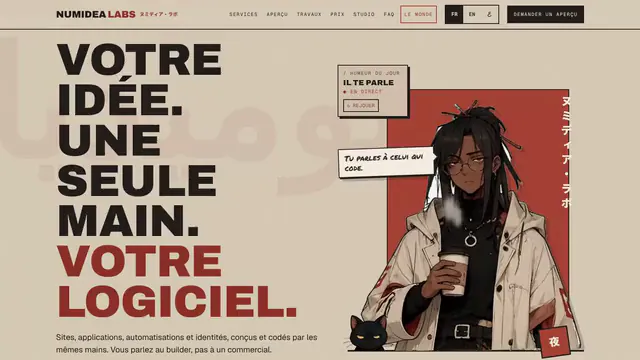 NUMIDEA LABS ヌミディア・ラボ
SERVICES APERÇU TRAVAUX PRIX STUDIO FAQ LE MONDE FR EN ع DEMANDER UN APERÇU
VOTRE
IDÉE.
UNE
SEULE
MAIN.
VOTRE
LOGICIEL.
Sites, applications, automatisations et identités, conçus et codés par les
mêmes mains. Vous parlez au builder, pas à un commercial.
HUMEUR DU JOUR
IL TE PARLE
EN DIRECT
REJOUER
TU PARLES À CELUI QUI
CODE.
ヌミディア・ラボ
夜